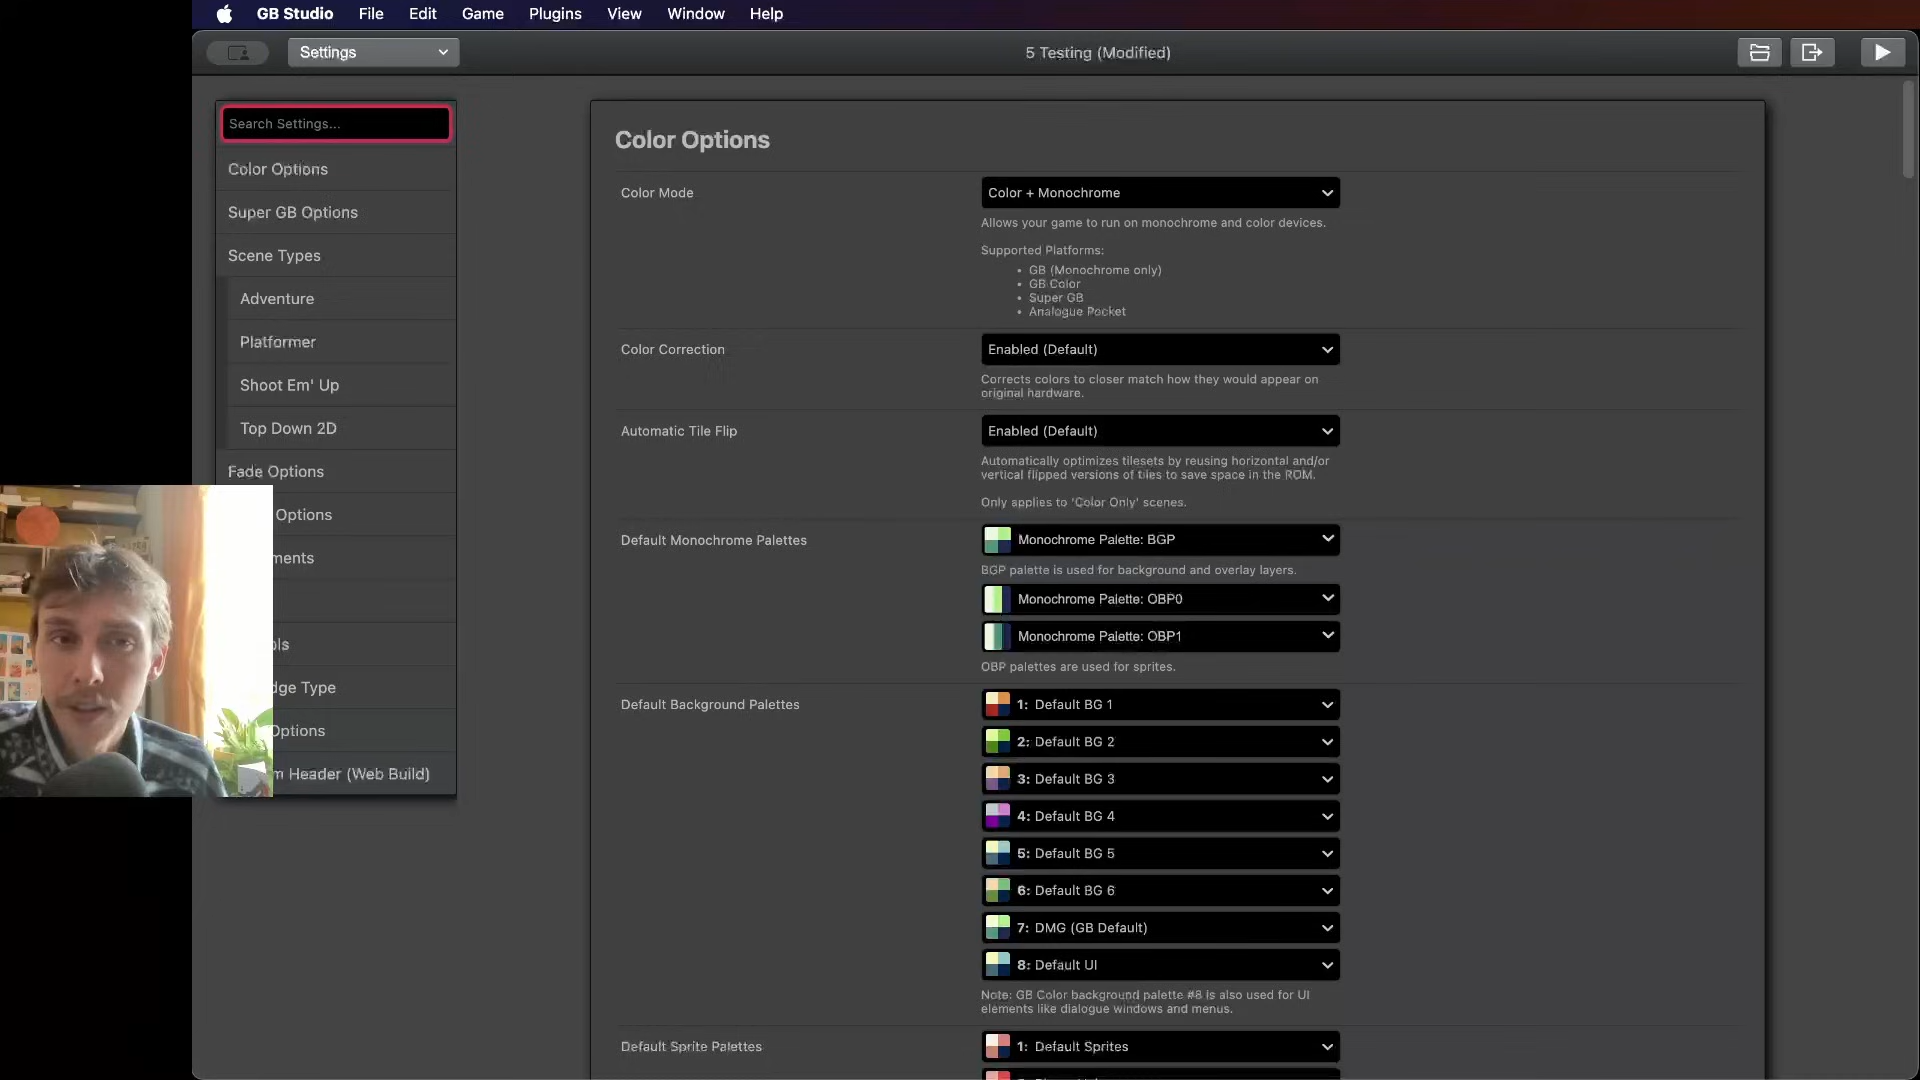 GB Studio File Edit Game Plugins View Window Help
Settings
5 Testing (Modified)
Search Settings...
Color Options
Super GB Options
Scene Types
Adventure
Platformer
Shoot Em' Up
Top Down 2D
Fade Options
Options
ments
ols
dge Type
Options
m Header (Web Build)
Color Options
Color Mode
Color + Monochrome
Allows your game to run on monochrome and color devices.
Supported Platforms:
• GB (Monochrome only)
• GB Color
• Super GB
• Analogue Pocket
Color Correction
Enabled (Default)
Corrects colors to closer match how they would appear on
original hardware.
Automatic Tile Flip
Enabled (Default)
Automatically optimizes tilesets by reusing horizontal and/or
vertical flipped versions of tiles to save space in the ROM.
Only applies to 'Color Only' scenes.
Default Monochrome Palettes
Monochrome Palette: BGP
BGP palette is used for background and overlay layers.
Monochrome Palette: OBP0
Monochrome Palette: OBP1
OBP palettes are used for sprites.
Default Background Palettes
1: Default BG 1
2: Default BG 2
3: Default BG 3
4: Default BG 4
5: Default BG 5
6: Default BG 6
7: DMG (GB Default)
8: Default UI
Note: GB Color background palette #8 is also used for UI
elements like dialogue windows and menus.
Default Sprite Palettes
1: Default Sprites